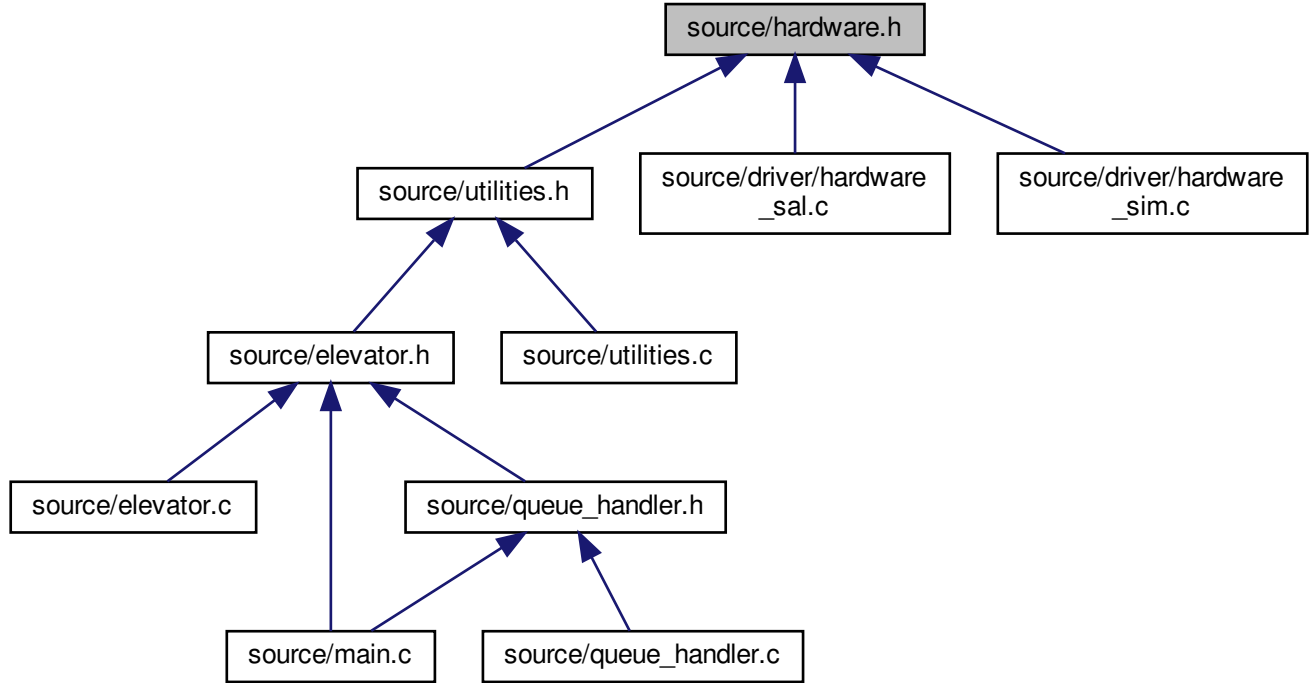 source/hardware.h
source/utilities.h
source/driver/hardware
_sal.c
source/driver/hardware
_sim.c
source/elevator.h
source/utilities.c
source/elevator.c
source/queue_handler.h
source/main.c
source/queue_handler.c